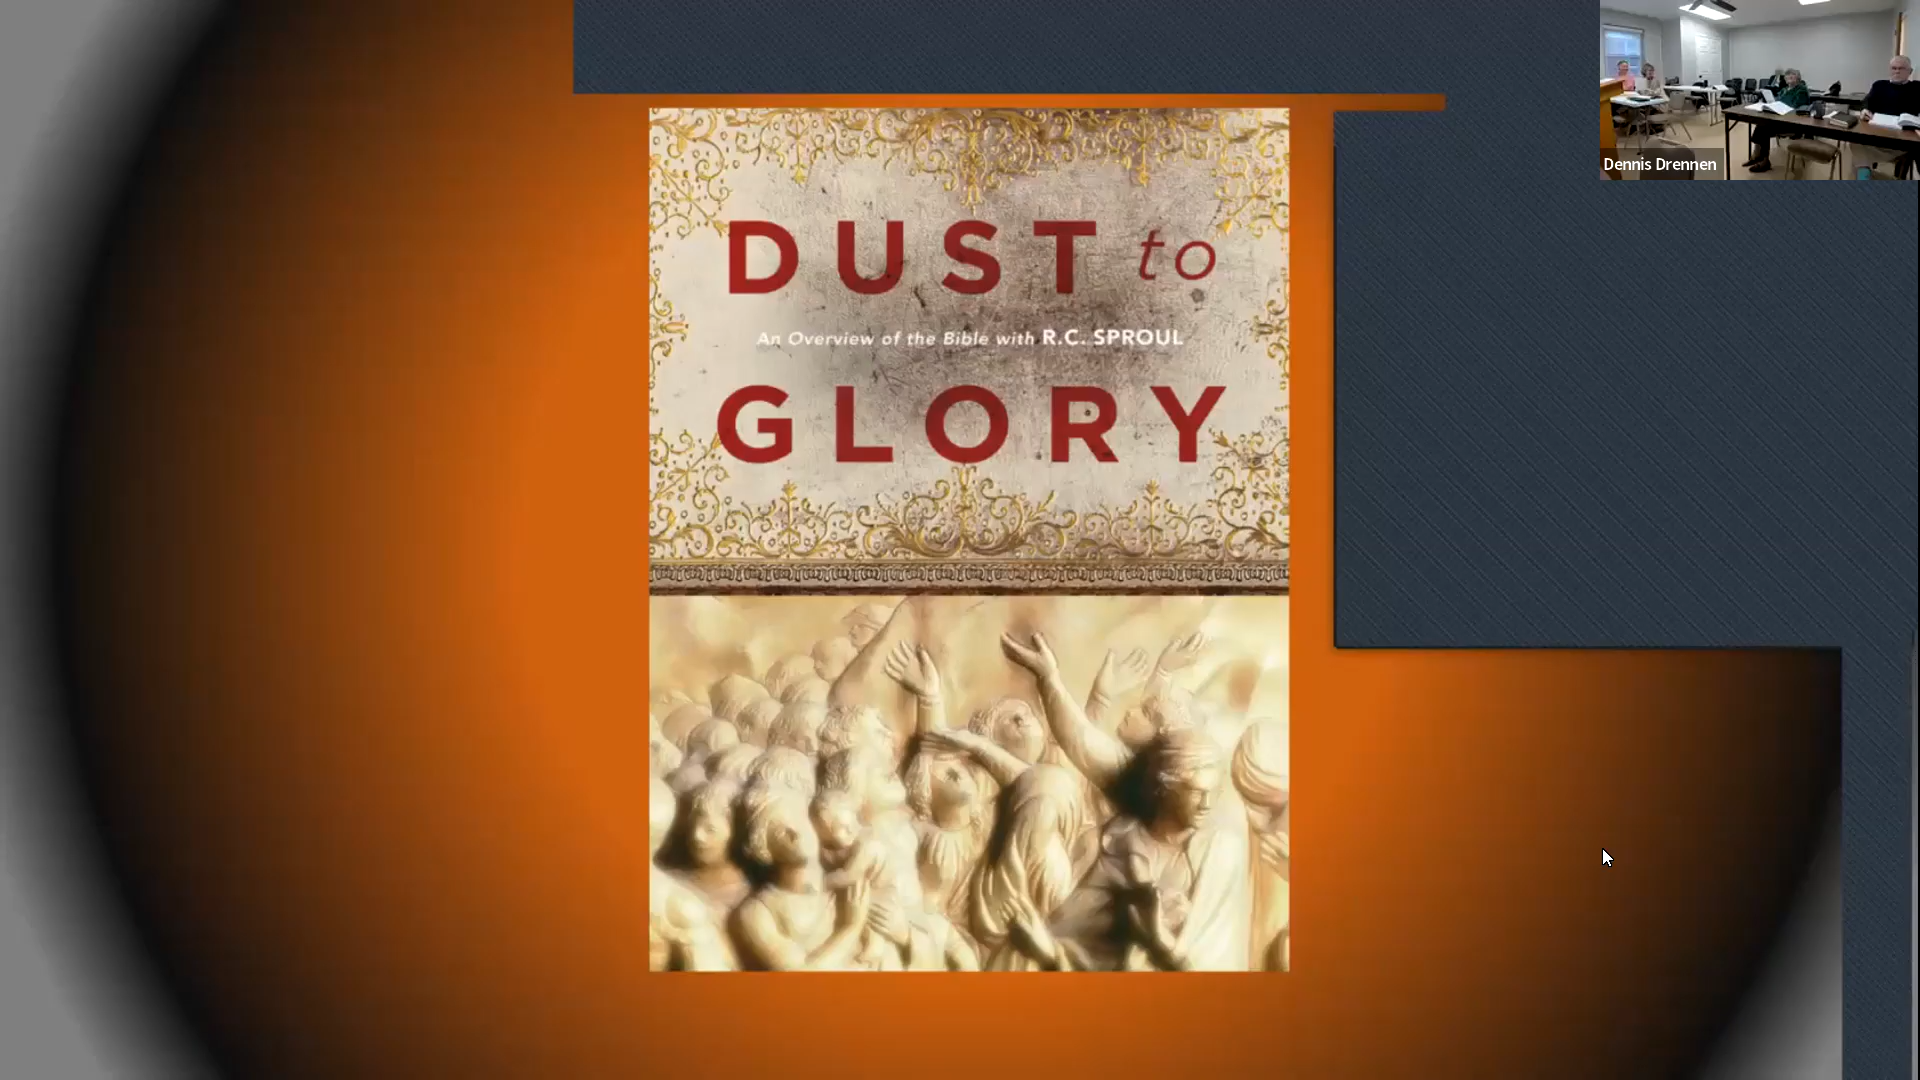 DUST to
An Overview of the Bible with R.C. SPROUL
GLORY
Dennis Drennen